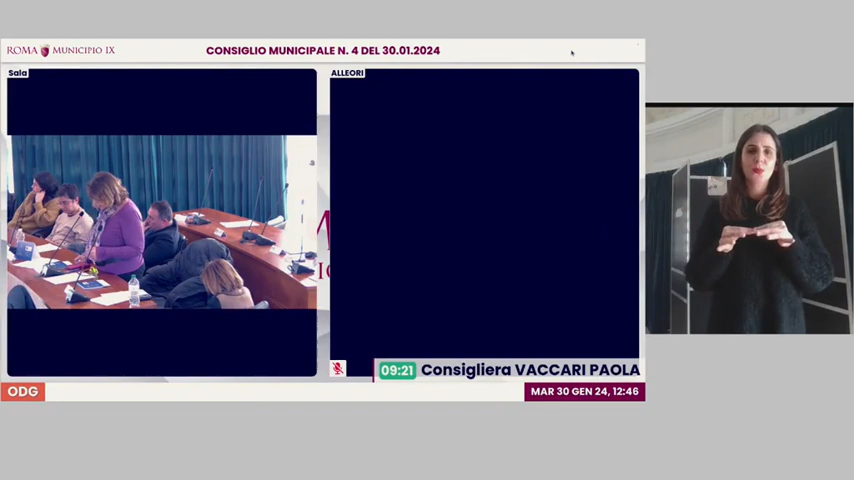 ROMA MUNICIPIO IX
CONSIGLIO MUNICIPALE N. 4 DEL 30.01.2024
Sala
ALLEORI
09:21 Consigliera VACCARI PAOLA
ODG
MAR 30 GEN 24, 12:46